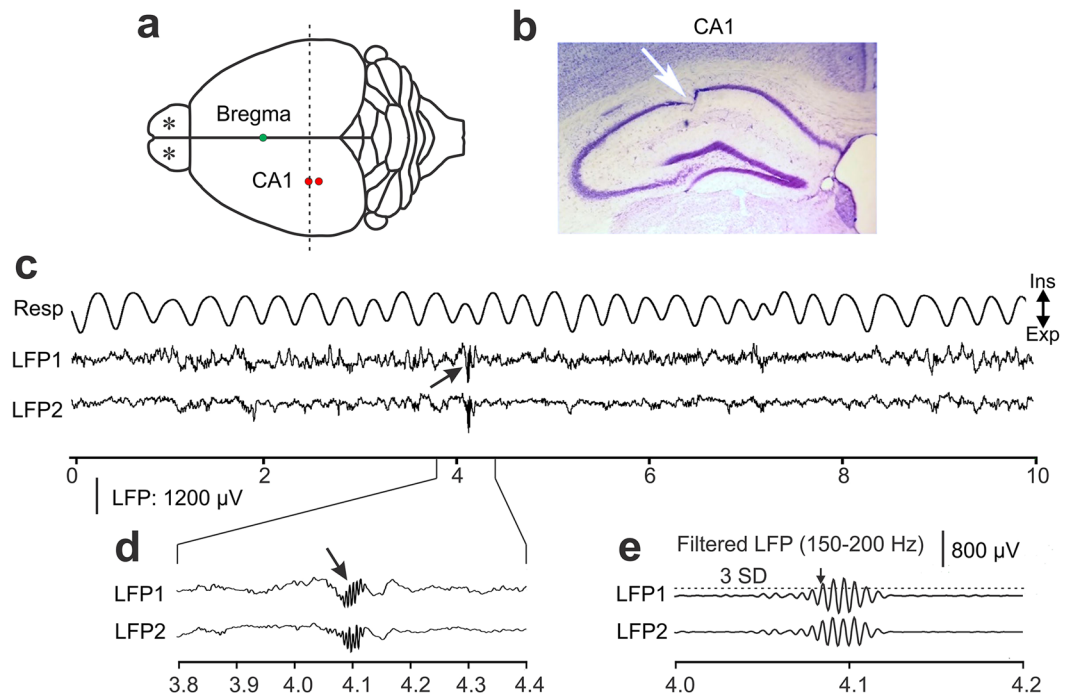 a
Bregma
CA1
*
*
b
CA1
c
Resp
Ins
Exp
LFP1
LFP2
0 2 4 6 8 10
LFP: 1200 µV
d
LFP1
LFP2
3.8 3.9 4.0 4.1 4.2 4.3 4.4
e
Filtered LFP (150-200 Hz)
800 µV
3 SD
LFP1
LFP2
4.0 4.1 4.2